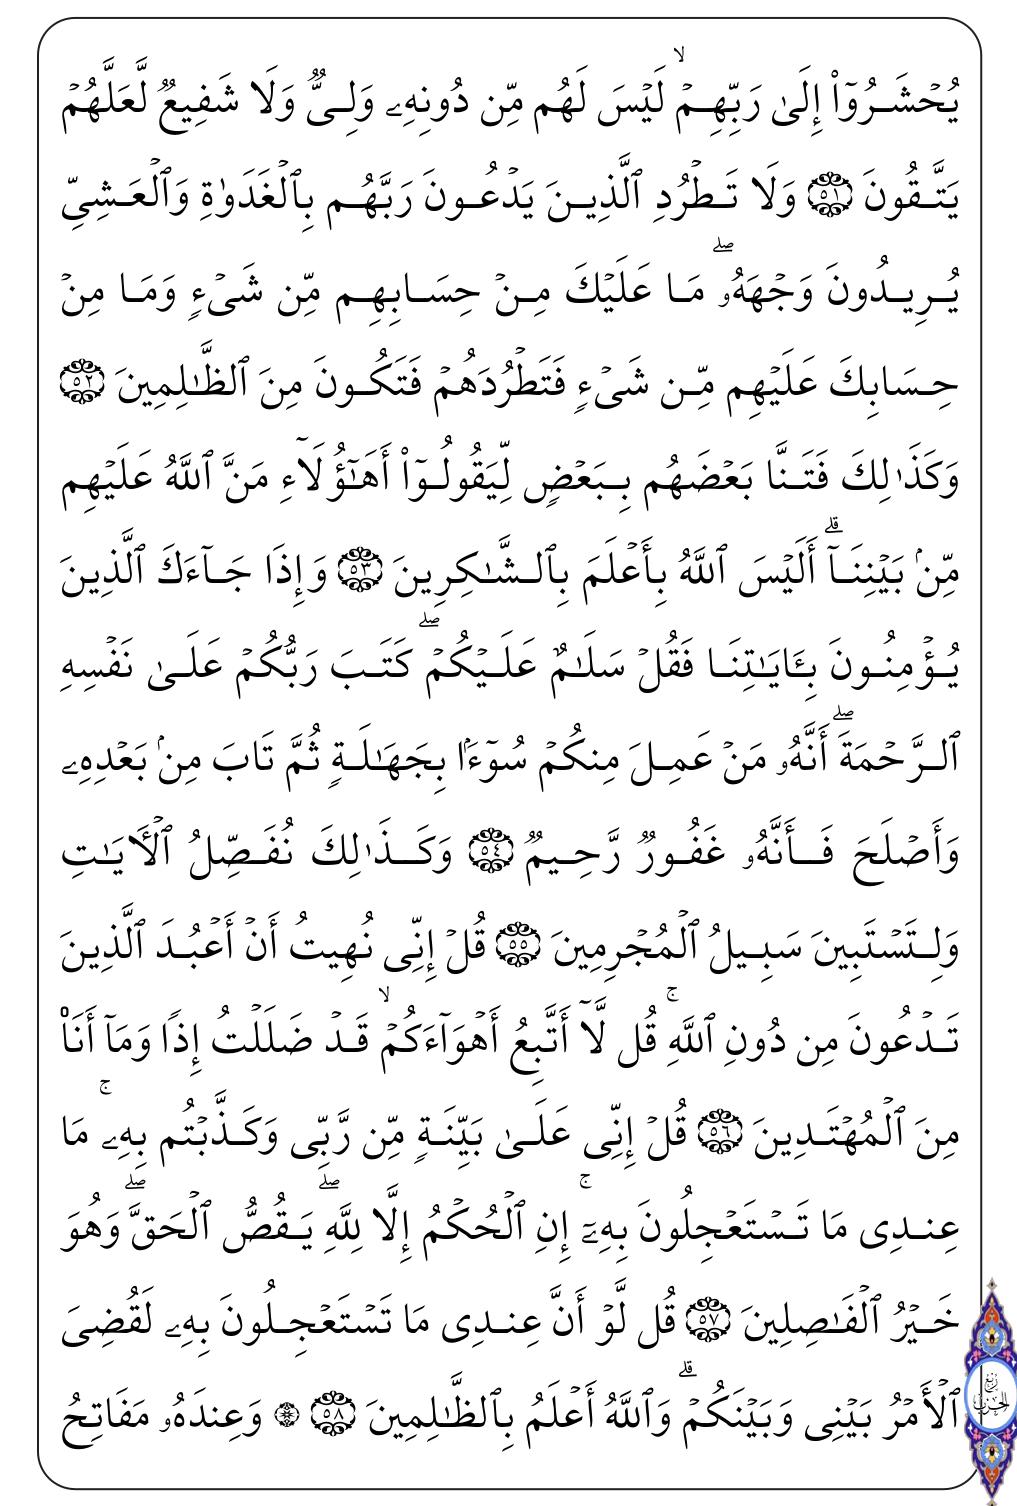 يُحْشَرُوٓا۟ إِلَىٰ رَبِّهِمْ ۙ لَيْسَ لَهُم مِّن دُونِهِۦ وَلِىٌّ وَلَا شَفِيعٌ لَّعَلَّهُمْ
يَتَّقُونَ ٥١ وَلَا تَطْرُدِ ٱلَّذِينَ يَدْعُونَ رَبَّهُم بِٱلْغَدَوٰةِ وَٱلْعَشِىِّ
يُرِيدُونَ وَجْهَهُۥ ۖ مَا عَلَيْكَ مِنْ حِسَابِهِم مِّن شَىْءٍ وَمَا مِنْ
حِسَابِكَ عَلَيْهِم مِّن شَىْءٍ فَتَطْرُدَهُمْ فَتَكُونَ مِنَ ٱلظَّـٰلِمِينَ ٥٢
وَكَذَٰلِكَ فَتَنَّا بَعْضَهُم بِبَعْضٍ لِّيَقُولُوٓا۟ أَهَـٰٓؤُلَآءِ مَنَّ ٱللَّهُ عَلَيْهِم
مِّنۢ بَيْنِنَآ ۗ أَلَيْسَ ٱللَّهُ بِأَعْلَمَ بِٱلشَّـٰكِرِينَ ٥٣ وَإِذَا جَآءَكَ ٱلَّذِينَ
يُؤْمِنُونَ بِـَٔايَـٰتِنَا فَقُلْ سَلَـٰمٌ عَلَيْكُمْ ۖ كَتَبَ رَبُّكُمْ عَلَىٰ نَفْسِهِ
ٱلرَّحْمَةَ ۖ أَنَّهُۥ مَنْ عَمِلَ مِنكُمْ سُوٓءًۢا بِجَهَـٰلَةٍ ثُمَّ تَابَ مِنۢ بَعْدِهِۦ
وَأَصْلَحَ فَأَنَّهُۥ غَفُورٌ رَّحِيمٌ ٥٤ وَكَذَٰلِكَ نُفَصِّلُ ٱلْـَٔايَـٰتِ
وَلِتَسْتَبِينَ سَبِيلُ ٱلْمُجْرِمِينَ ٥٥ قُلْ إِنِّى نُهِيتُ أَنْ أَعْبُدَ ٱلَّذِينَ
تَدْعُونَ مِن دُونِ ٱللَّهِ ۚ قُل لَّآ أَتَّبِعُ أَهْوَآءَكُمْ ۙ قَدْ ضَلَلْتُ إِذًا وَمَآ أَنَا۠
مِنَ ٱلْمُهْتَدِينَ ٥٦ قُلْ إِنِّى عَلَىٰ بَيِّنَةٍ مِّن رَّبِّى وَكَذَّبْتُم بِهِۦ ۚ مَا
عِندِى مَا تَسْتَعْجِلُونَ بِهِۦٓ ۚ إِنِ ٱلْحُكْمُ إِلَّا لِلَّهِ ۖ يَقُصُّ ٱلْحَقَّ ۖ وَهُوَ
خَيْرُ ٱلْفَـٰصِلِينَ ٥٧ قُل لَّوْ أَنَّ عِندِى مَا تَسْتَعْجِلُونَ بِهِۦ لَقُضِىَ
ٱلْأَمْرُ بَيْنِى وَبَيْنَكُمْ ۗ وَٱللَّهُ أَعْلَمُ بِٱلظَّـٰلِمِينَ ٥٨ ۞ وَعِندَهُۥ مَفَاتِحُ
ربع
الحزب